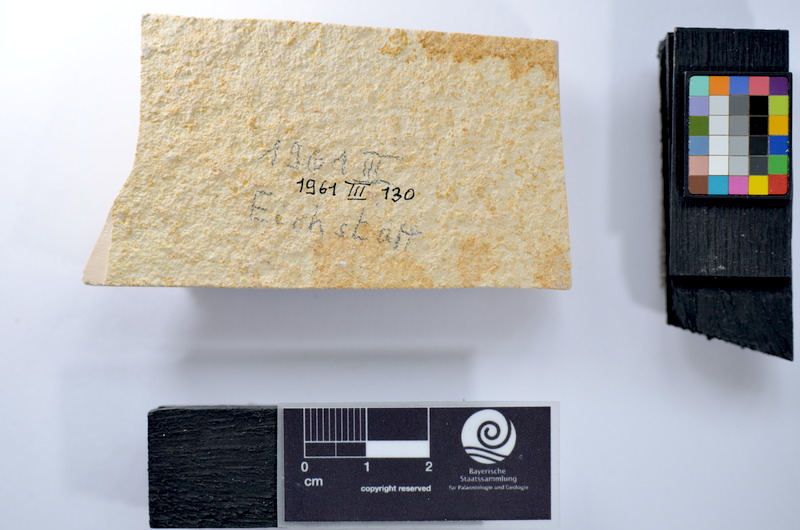 1961 III
1961 III 130
Eichstätt
0 1 2
cm
copyright reserved
Bayerische
Staatssammlung
für Paläontologie und Geologie